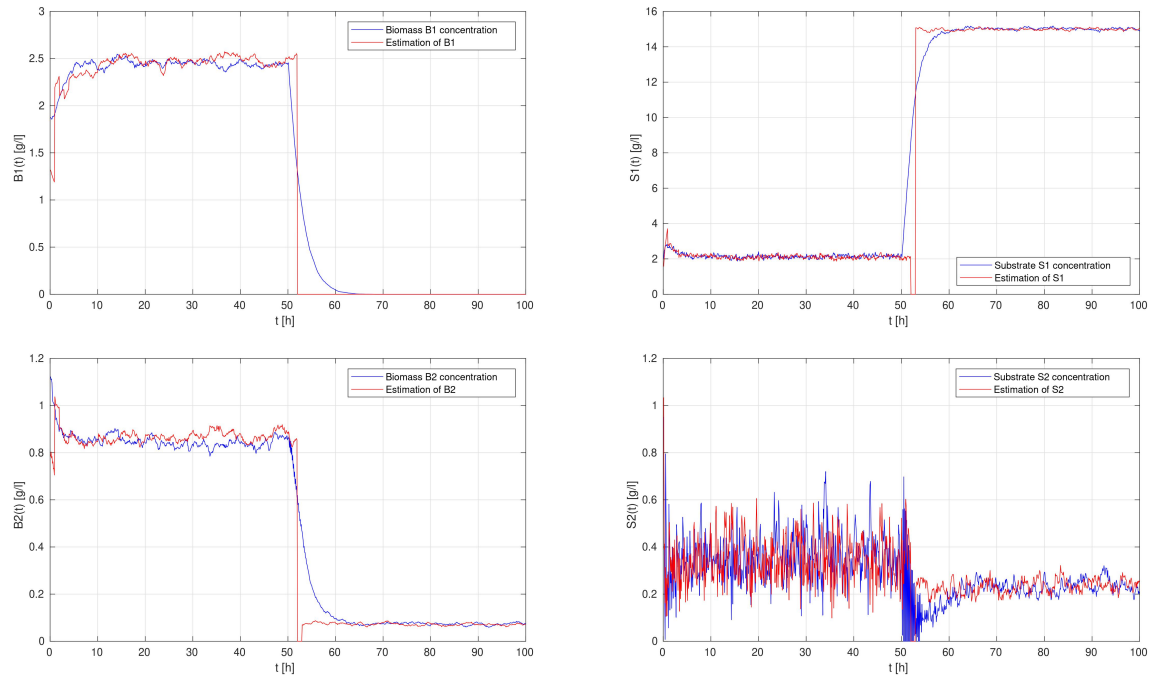 B1(t) [g/l]
3
2.5
2
1.5
1
0.5
0
Biomass B1 concentration
Estimation of B1
0 10 20 30 40 50 60 70 80 90 100
t [h]
S1(t) [g/l]
16
14
12
10
8
6
4
2
0
Substrate S1 concentration
Estimation of S1
0 10 20 30 40 50 60 70 80 90 100
t [h]
B2(t) [g/l]
1.2
1
0.8
0.6
0.4
0.2
0
Biomass B2 concentration
Estimation of B2
0 10 20 30 40 50 60 70 80 90 100
t [h]
S2(t) [g/l]
1.2
1
0.8
0.6
0.4
0.2
0
Substrate S2 concentration
Estimation of S2
0 10 20 30 40 50 60 70 80 90 100
t [h]